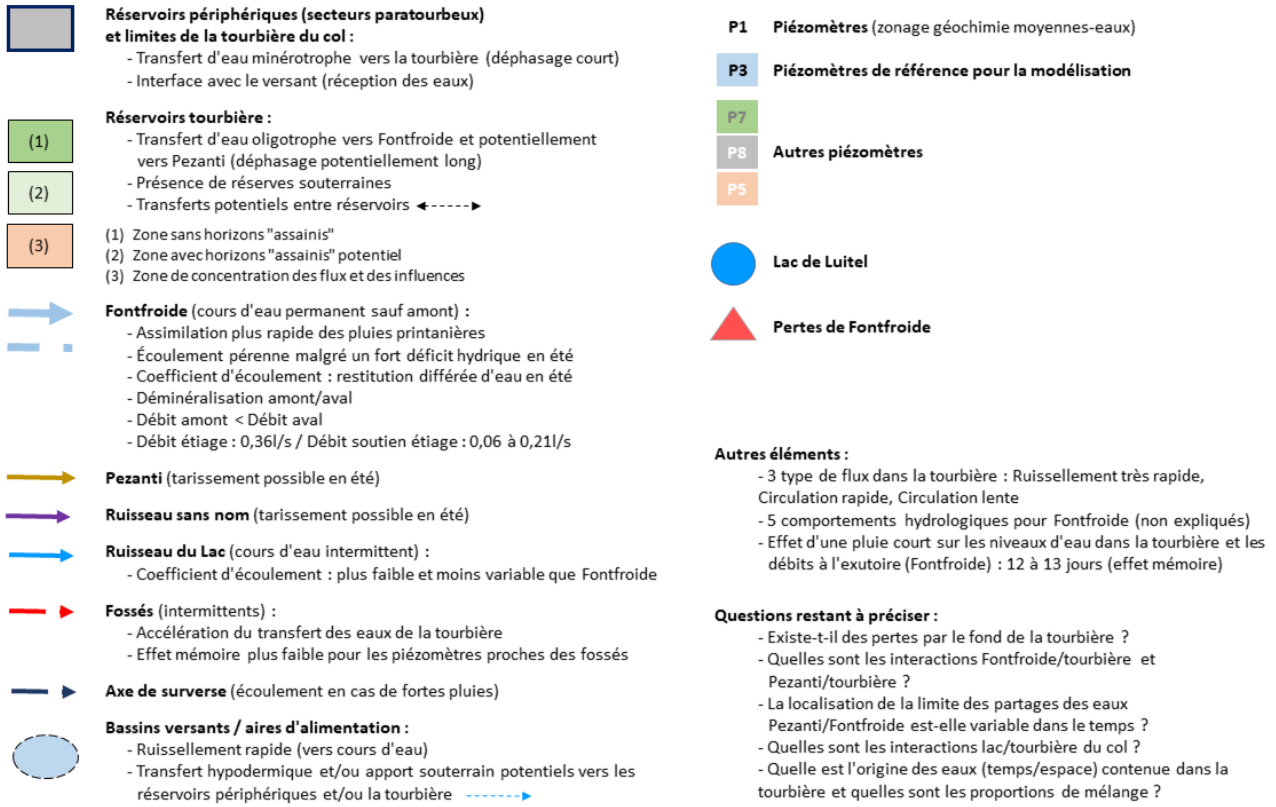 Réservoirs périphériques (secteurs paratourbeux)
et limites de la tourbière du col :
- Transfert d'eau minérotrophe vers la tourbière (déphasage court)
- Interface avec le versant (réception des eaux)
Réservoirs tourbière :
(1)
- Transfert d'eau oligotrophe vers Fontfroide et potentiellement
vers Pezanti (déphasage potentiellement long)
(2)
- Présence de réserves souterraines
- Transferts potentiels entre réservoirs
(3)
(1) Zone sans horizons "assainis"
(2) Zone avec horizons "assainis" potentiel
(3) Zone de concentration des flux et des influences
Fontfroide (cours d'eau permanent sauf amont) :
- Assimilation plus rapide des pluies printanières
- Écoulement pérenne malgré un fort déficit hydrique en été
- Coefficient d'écoulement : restitution différée d'eau en été
- Déminéralisation amont/aval
- Débit amont < Débit aval
- Débit étiage : 0,36l/s / Débit soutien étiage : 0,06 à 0,21l/s
Pezanti (tarissement possible en été)
Ruisseau sans nom (tarissement possible en été)
Ruisseau du Lac (cours d'eau intermittent) :
- Coefficient d'écoulement : plus faible et moins variable que Fontfroide
Fossés (intermittents) :
- Accélération du transfert des eaux de la tourbière
- Effet mémoire plus faible pour les piézomètres proches des fossés
Axe de surverse (écoulement en cas de fortes pluies)
Bassins versants / aires d'alimentation :
- Ruissellement rapide (vers cours d'eau)
- Transfert hypodermique et/ou apport souterrain potentiels vers les
réservoirs périphériques et/ou la tourbière
P1 Piézomètres (zonage géochimie moyennes-eaux)
P3 Piézomètres de référence pour la modélisation
P7
P8 Autres piézomètres
P5
Lac de Luitel
Pertes de Fontfroide
Autres éléments :
- 3 type de flux dans la tourbière : Ruissellement très rapide,
Circulation rapide, Circulation lente
- 5 comportements hydrologiques pour Fontfroide (non expliqués)
- Effet d'une pluie court sur les niveaux d'eau dans la tourbière et les
débits à l'exutoire (Fontfroide) : 12 à 13 jours (effet mémoire)
Questions restant à préciser :
- Existe-t-il des pertes par le fond de la tourbière ?
- Quelles sont les interactions Fontfroide/tourbière et
Pezanti/tourbière ?
- La localisation de la limite des partages des eaux
Pezanti/Fontfroide est-elle variable dans le temps ?
- Quelles sont les interactions lac/tourbière du col ?
- Quelle est l'origine des eaux (temps/espace) contenue dans la
tourbière et quelles sont les proportions de mélange ?